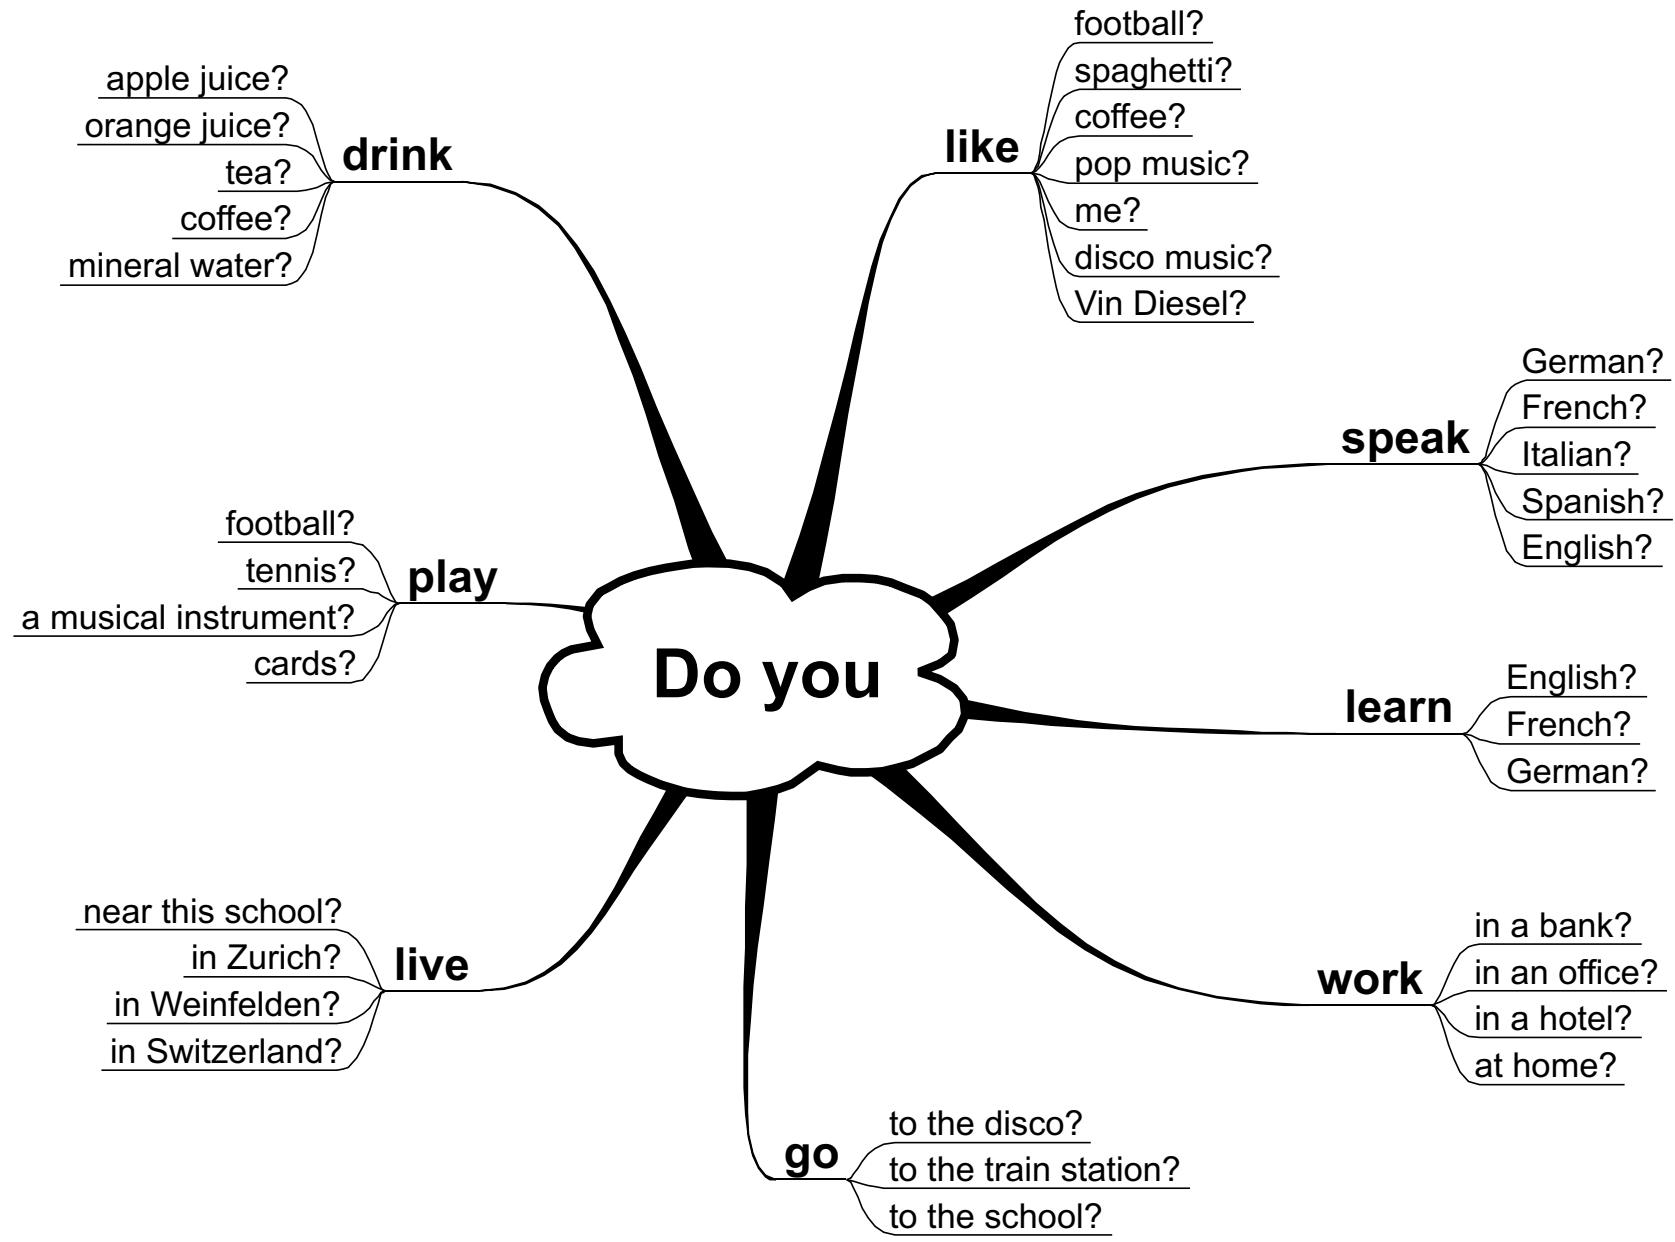 Do you
drink
apple juice?
orange juice?
tea?
coffee?
mineral water?
like
football?
spaghetti?
coffee?
pop music?
me?
disco music?
Vin Diesel?
speak
German?
French?
Italian?
Spanish?
English?
learn
English?
French?
German?
work
in a bank?
in an office?
in a hotel?
at home?
go
to the disco?
to the train station?
to the school?
live
near this school?
in Zurich?
in Weinfelden?
in Switzerland?
play
football?
tennis?
a musical instrument?
cards?